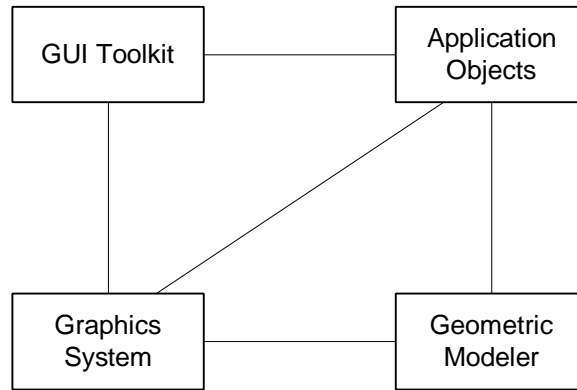 GUI Toolkit
Application
Objects
Graphics
System
Geometric
Modeler